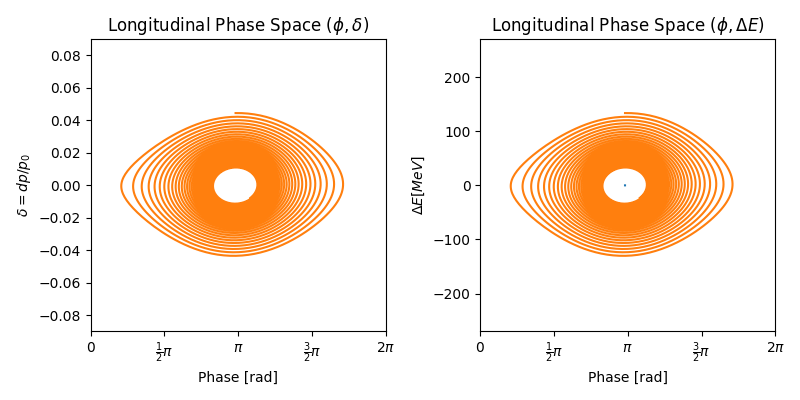 Longitudinal Phase Space (ϕ, δ)
0.08
0.06
0.04
0.02
0.00
−0.02
−0.04
−0.06
−0.08
δ = dp/p₀
0
½π
π
3/2π
2π
Phase [rad]
Longitudinal Phase Space (ϕ, ΔE)
200
100
0
−100
−200
ΔE[MeV]
0
½π
π
3/2π
2π
Phase [rad]